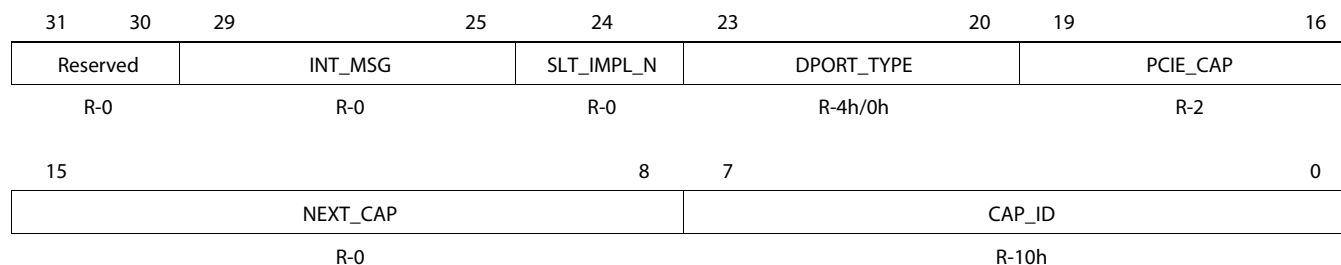 31 30 29 25 24 23 20 19 16
Reserved INT_MSG SLT_IMPL_N DPORT_TYPE PCIE_CAP
R-0 R-0 R-0 R-4h/0h R-2
15 8 7 0
NEXT_CAP CAP_ID
R-0 R-10h